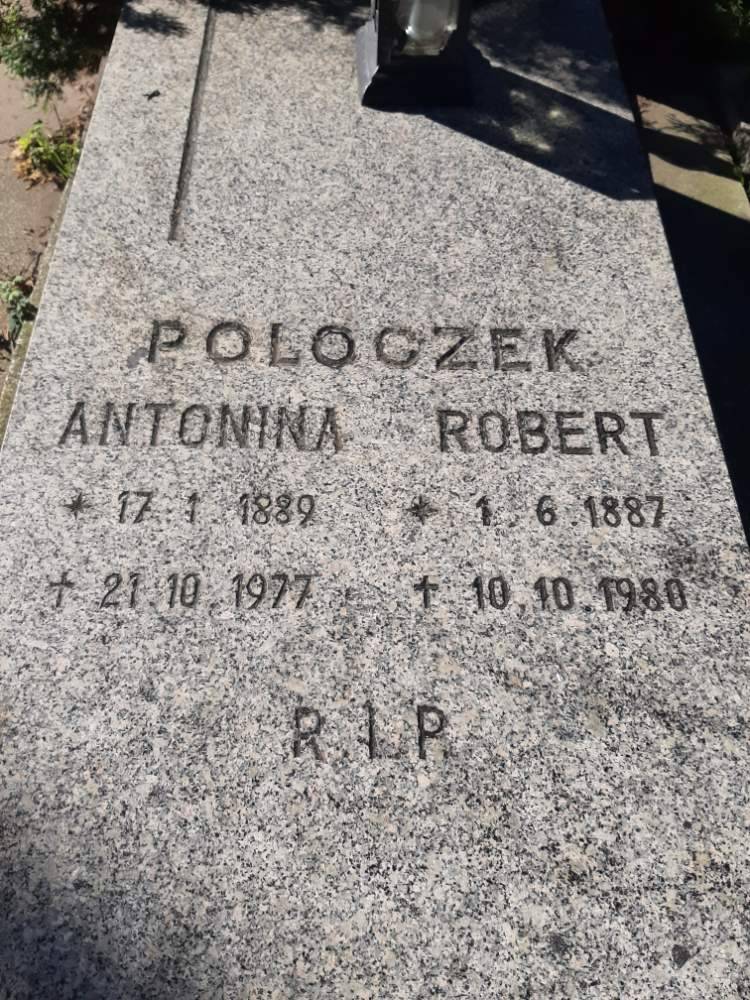 POLOCZEK
ANTONINA ROBERT
* 17.1.1889 * 1.6.1887
† 21.10.1977 † 10.10.1980
R I P